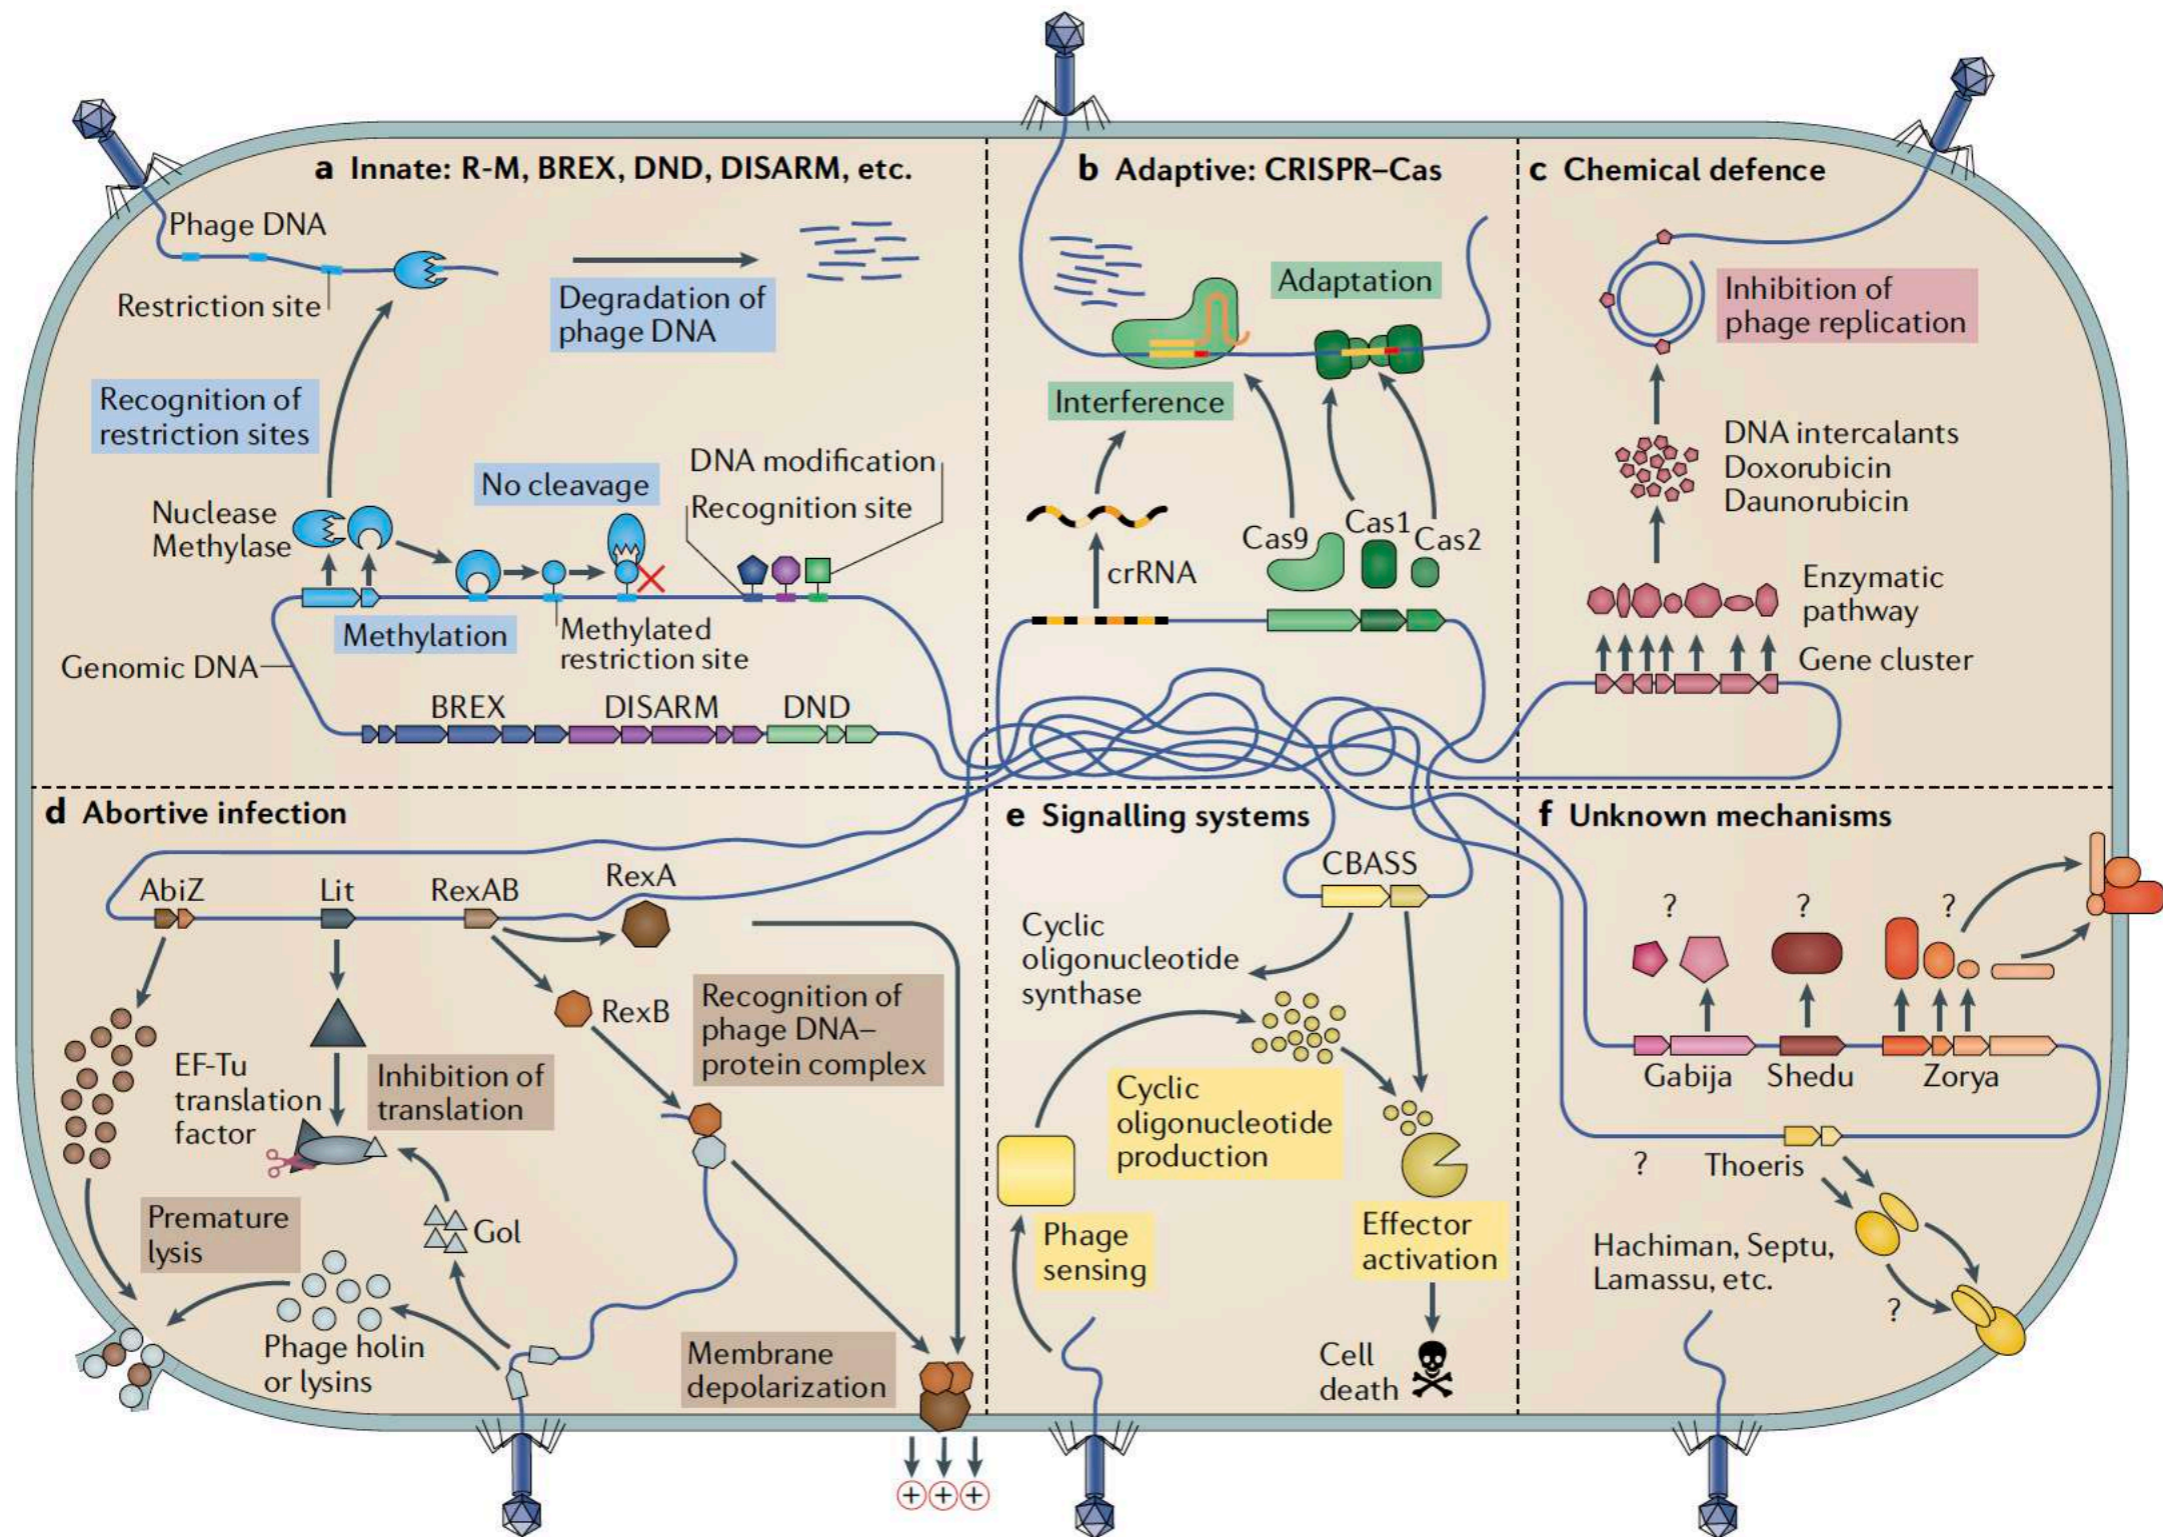 a Innate: R-M, BREX, DND, DISARM, etc.
Phage DNA
Restriction site
Degradation of
phage DNA
Recognition of
restriction sites
Nuclease
Methylase
No cleavage
DNA modification
Recognition site
Methylation
Methylated
restriction site
Genomic DNA
BREX
DISARM
DND
b Adaptive: CRISPR–Cas
Adaptation
Interference
Cas9
Cas1
Cas2
crRNA
c Chemical defence
Inhibition of
phage replication
DNA intercalants
Doxorubicin
Daunorubicin
Enzymatic
pathway
Gene cluster
d Abortive infection
AbiZ
Lit
RexAB
RexA
RexB
Recognition of
phage DNA–
protein complex
EF-Tu
translation
factor
Inhibition of
translation
Premature
lysis
Gol
Phage holin
or lysins
Membrane
depolarization
+ + +
e Signalling systems
CBASS
Cyclic
oligonucleotide
synthase
Cyclic
oligonucleotide
production
Phage
sensing
Effector
activation
Cell
death
f Unknown mechanisms
? ? ?
Gabija
Shedu
Zorya
?
Thoeris
Hachiman, Septu,
Lamassu, etc.
?